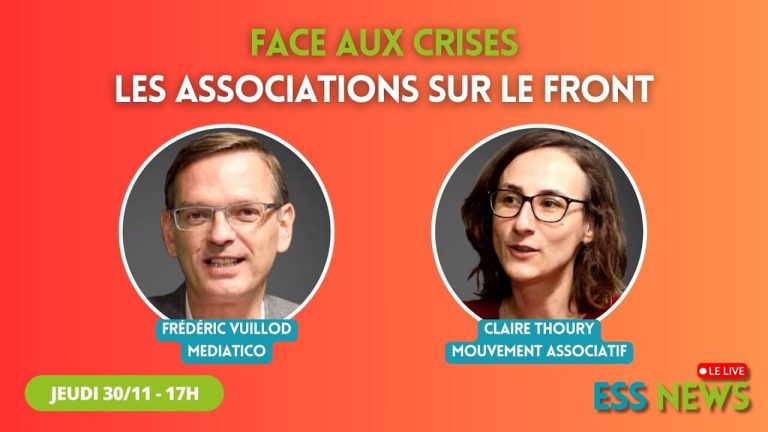 FACE AUX CRISES
LES ASSOCIATIONS SUR LE FRONT
FRÉDÉRIC VUILLOD
MEDIATICO
CLAIRE THOURY
MOUVEMENT ASSOCIATIF
JEUDI 30/11 - 17H
LE LIVE
ESS NEWS